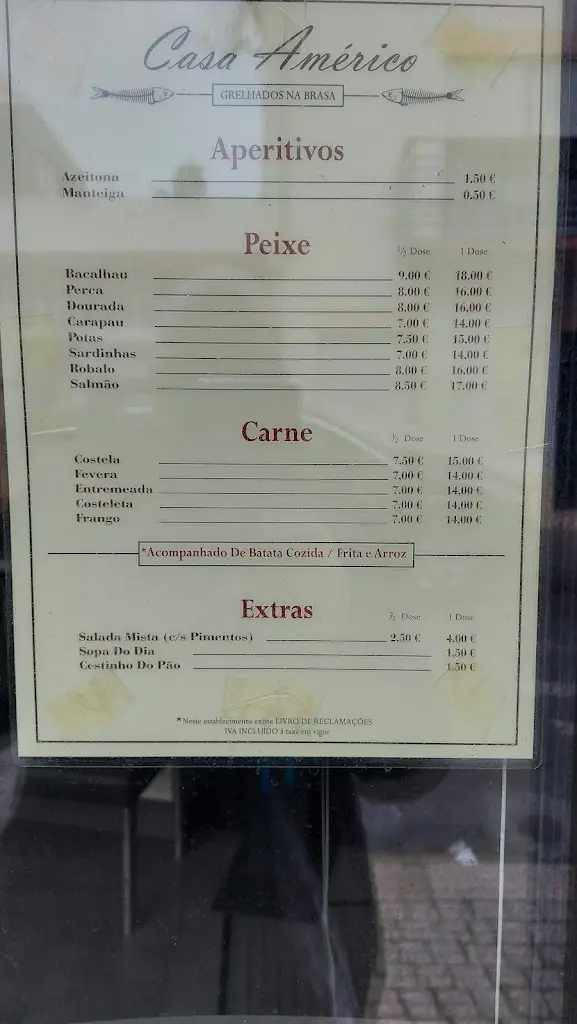 Casa Américo
GRELHADOS NA BRASA
Aperitivos
Azeitona 1.50 €
Manteiga 0.50 €
Peixe ½ Dose 1 Dose
Bacalhau 9.00 € 18.00 €
Perca 8.00 € 16.00 €
Dourada 8.00 € 16.00 €
Carapau 7.00 € 14.00 €
Potas 7.50 € 15.00 €
Sardinhas 7.00 € 14.00 €
Robalo 8.00 € 16.00 €
Salmão 8.50 € 17.00 €
Carne ½ Dose 1 Dose
Costela 7.50 € 15.00 €
Fevera 7.00 € 14.00 €
Entremeada 7.00 € 14.00 €
Costeleta 7.00 € 14.00 €
Frango 7.00 € 14.00 €
*Acompanhado De Batata Cozida / Frita e Arroz
Extras ½ Dose 1 Dose
Salada Mista (c/s Pimentos) 2.50 € 4.00 €
Sopa Do Dia 1.50 €
Cestinho Do Pão 1.50 €
*Neste estabelecimento existe LIVRO DE RECLAMAÇÕES
IVA INCLUÍDO à taxa em vigor